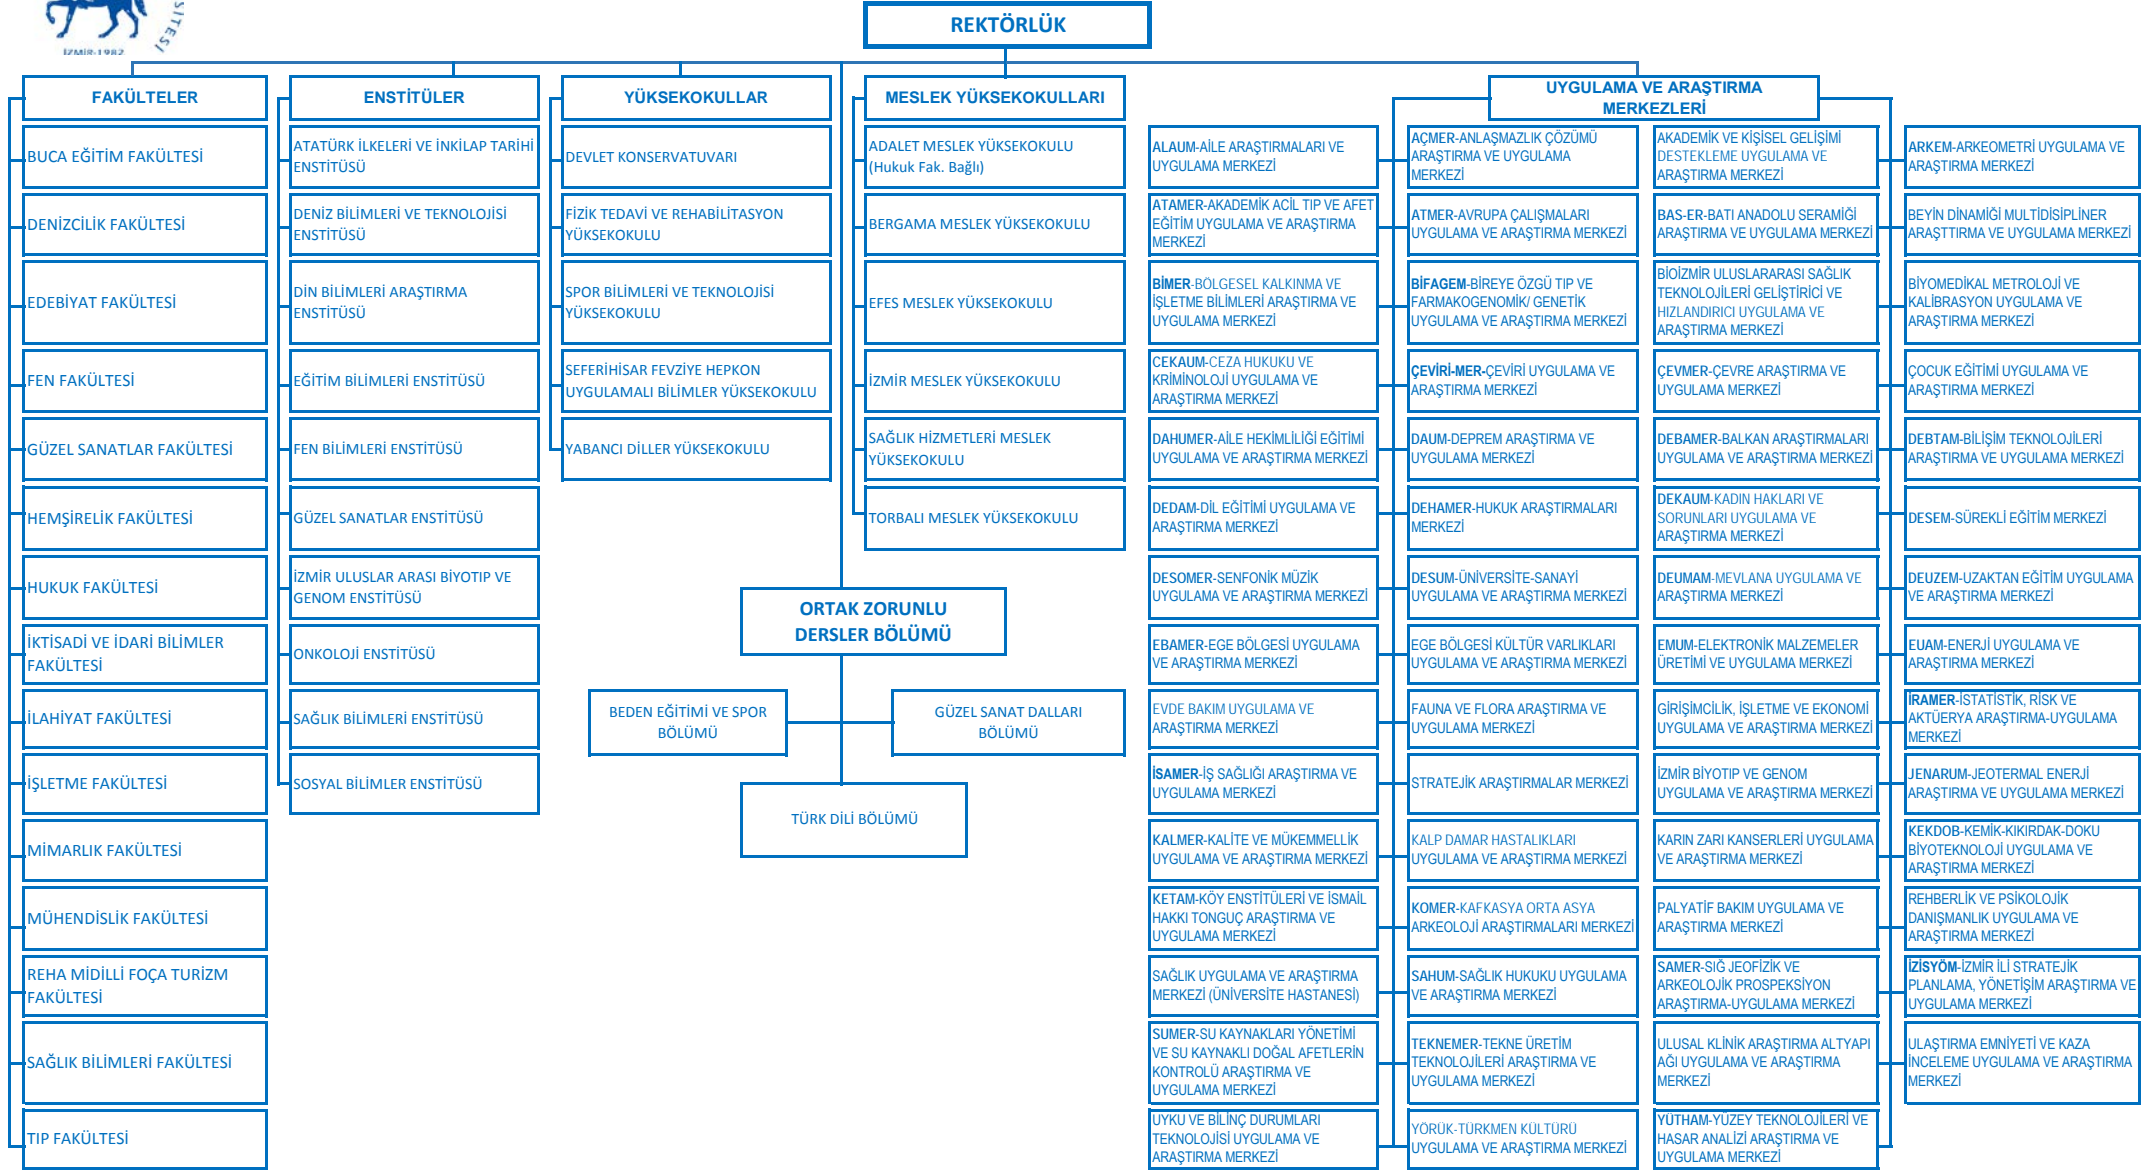 SİTESİ
İZMİR-1982
REKTÖRLÜK
FAKÜLTELER
BUCA EĞİTİM FAKÜLTESİ
DENİZCİLİK FAKÜLTESİ
EDEBİYAT FAKÜLTESİ
FEN FAKÜLTESİ
GÜZEL SANATLAR FAKÜLTESİ
HEMŞİRELİK FAKÜLTESİ
HUKUK FAKÜLTESİ
İKTİSADİ VE İDARİ BİLİMLER
FAKÜLTESİ
İLAHİYAT FAKÜLTESİ
İŞLETME FAKÜLTESİ
MİMARLIK FAKÜLTESİ
MÜHENDİSLİK FAKÜLTESİ
REHA MİDİLLİ FOÇA TURİZM
FAKÜLTESİ
SAĞLIK BİLİMLERİ FAKÜLTESİ
TIP FAKÜLTESİ
ENSTİTÜLER
ATATÜRK İLKELERİ VE İNKİLAP TARİHİ
ENSTİTÜSÜ
DENİZ BİLİMLERİ VE TEKNOLOJİSİ
ENSTİTÜSÜ
DİN BİLİMLERİ ARAŞTIRMA
ENSTİTÜSÜ
EĞİTİM BİLİMLERİ ENSTİTÜSÜ
FEN BİLİMLERİ ENSTİTÜSÜ
GÜZEL SANATLAR ENSTİTÜSÜ
İZMİR ULUSLAR ARASI BİYOTIP VE
GENOM ENSTİTÜSÜ
ONKOLOJİ ENSTİTÜSÜ
SAĞLIK BİLİMLERİ ENSTİTÜSÜ
SOSYAL BİLİMLER ENSTİTÜSÜ
YÜKSEKOKULLAR
DEVLET KONSERVATUVARI
FİZİK TEDAVİ VE REHABİLİTASYON
YÜKSEKOKULU
SPOR BİLİMLERİ VE TEKNOLOJİSİ
YÜKSEKOKULU
SEFERİHİSAR FEVZİYE HEPKON
UYGULAMALI BİLİMLER YÜKSEKOKULU
YABANCI DİLLER YÜKSEKOKULU
MESLEK YÜKSEKOKULLARI
ADALET MESLEK YÜKSEKOKULU
(Hukuk Fak. Bağlı)
BERGAMA MESLEK YÜKSEKOKULU
EFES MESLEK YÜKSEKOKULU
İZMİR MESLEK YÜKSEKOKULU
SAĞLIK HİZMETLERİ MESLEK
YÜKSEKOKULU
TORBALI MESLEK YÜKSEKOKULU
ORTAK ZORUNLU
DERSLER BÖLÜMÜ
BEDEN EĞİTİMİ VE SPOR
BÖLÜMÜ
GÜZEL SANAT DALLARI
BÖLÜMÜ
TÜRK DİLİ BÖLÜMÜ
UYGULAMA VE ARAŞTIRMA
MERKEZLERİ
ALAUM-AİLE ARAŞTIRMALARI VE
UYGULAMA MERKEZİ
AÇMER-ANLAŞMAZLIK ÇÖZÜMÜ
ARAŞTIRMA VE UYGULAMA
MERKEZİ
AKADEMİK VE KİŞİSEL GELİŞİMİ
DESTEKLEME UYGULAMA VE
ARAŞTIRMA MERKEZİ
ARKEM-ARKEOMETRİ UYGULAMA VE
ARAŞTIRMA MERKEZİ
ATAMER-AKADEMİK ACİL TIP VE AFET
EĞİTİM UYGULAMA VE ARAŞTIRMA
MERKEZİ
ATMER-AVRUPA ÇALIŞMALARI
UYGULAMA VE ARAŞTIRMA MERKEZİ
BAS-ER-BATI ANADOLU SERAMİĞİ
ARAŞTIRMA VE UYGULAMA MERKEZİ
BEYİN DİNAMİĞİ MULTİDİSİPLİNER
ARAŞTTIRMA VE UYGULAMA MERKEZİ
BİMER-BÖLGESEL KALKINMA VE
İŞLETME BİLİMLERİ ARAŞTIRMA VE
UYGULAMA MERKEZİ
BİFAGEM-BİREYE ÖZGÜ TIP VE
FARMAKOGENOMİK/ GENETİK
UYGULAMA VE ARAŞTIRMA MERKEZİ
BİOİZMİR ULUSLARARASI SAĞLIK
TEKNOLOJİLERİ GELİŞTİRİCİ VE
HIZLANDIRICI UYGULAMA VE
ARAŞTIRMA MERKEZİ
BİYOMEDİKAL METROLOJİ VE
KALİBRASYON UYGULAMA VE
ARAŞTIRMA MERKEZİ
CEKAUM-CEZA HUKUKU VE
KRİMİNOLOJİ UYGULAMA VE
ARAŞTIRMA MERKEZİ
ÇEVİRİ-MER-ÇEVİRİ UYGULAMA VE
ARAŞTIRMA MERKEZİ
ÇEVMER-ÇEVRE ARAŞTIRMA VE
UYGULAMA MERKEZİ
ÇOCUK EĞİTİMİ UYGULAMA VE
ARAŞTIRMA MERKEZİ
DAHUMER-AİLE HEKİMLİLİĞİ EĞİTİMİ
UYGULAMA VE ARAŞTIRMA MERKEZİ
DAUM-DEPREM ARAŞTIRMA VE
UYGULAMA MERKEZİ
DEBAMER-BALKAN ARAŞTIRMALARI
UYGULAMA VE ARAŞTIRMA MERKEZİ
DEBTAM-BİLİŞİM TEKNOLOJİLERİ
ARAŞTIRMA VE UYGULAMA MERKEZİ
DEDAM-DİL EĞİTİMİ UYGULAMA VE
ARAŞTIRMA MERKEZİ
DEHAMER-HUKUK ARAŞTIRMALARI
MERKEZİ
DEKAUM-KADIN HAKLARI VE
SORUNLARI UYGULAMA VE
ARAŞTIRMA MERKEZİ
DESEM-SÜREKLİ EĞİTİM MERKEZİ
DESOMER-SENFONİK MÜZİK
UYGULAMA VE ARAŞTIRMA MERKEZİ
DESUM-ÜNİVERSİTE-SANAYİ
UYGULAMA VE ARAŞTIRMA MERKEZİ
DEUMAM-MEVLANA UYGULAMA VE
ARAŞTIRMA MERKEZİ
DEUZEM-UZAKTAN EĞİTİM UYGULAMA
VE ARAŞTIRMA MERKEZİ
EBAMER-EGE BÖLGESİ UYGULAMA
VE ARAŞTIRMA MERKEZİ
EGE BÖLGESİ KÜLTÜR VARLIKLARI
UYGULAMA VE ARAŞTIRMA MERKEZİ
EMUM-ELEKTRONİK MALZEMELER
ÜRETİMİ VE UYGULAMA MERKEZİ
EUAM-ENERJİ UYGULAMA VE
ARAŞTIRMA MERKEZİ
EVDE BAKIM UYGULAMA VE
ARAŞTIRMA MERKEZİ
FAUNA VE FLORA ARAŞTIRMA VE
UYGULAMA MERKEZİ
GİRİŞİMCİLİK, İŞLETME VE EKONOMİ
UYGULAMA VE ARAŞTIRMA MERKEZİ
İRAMER-İSTATİSTİK, RİSK VE
AKTÜERYA ARAŞTIRMA-UYGULAMA
MERKEZİ
İSAMER-İŞ SAĞLIĞI ARAŞTIRMA VE
UYGULAMA MERKEZİ
STRATEJİK ARAŞTIRMALAR MERKEZİ
İZMİR BİYOTIP VE GENOM
UYGULAMA VE ARAŞTIRMA MERKEZİ
JENARUM-JEOTERMAL ENERJİ
ARAŞTIRMA VE UYGULAMA MERKEZİ
KALMER-KALİTE VE MÜKEMMELLİK
UYGULAMA VE ARAŞTIRMA MERKEZİ
KALP DAMAR HASTALIKLARI
UYGULAMA VE ARAŞTIRMA MERKEZİ
KARIN ZARI KANSERLERİ UYGULAMA
VE ARAŞTIRMA MERKEZİ
KEKDOB-KEMİK-KIKIRDAK-DOKU
BİYOTEKNOLOJİ UYGULAMA VE
ARAŞTIRMA MERKEZİ
KETAM-KÖY ENSTİTÜLERİ VE İSMAİL
HAKKI TONGUÇ ARAŞTIRMA VE
UYGULAMA MERKEZİ
KOMER-KAFKASYA ORTA ASYA
ARKEOLOJİ ARAŞTIRMALARI MERKEZİ
PALYATİF BAKIM UYGULAMA VE
ARAŞTIRMA MERKEZİ
REHBERLİK VE PSİKOLOJİK
DANIŞMANLIK UYGULAMA VE
ARAŞTIRMA MERKEZİ
SAĞLIK UYGULAMA VE ARAŞTIRMA
MERKEZİ (ÜNİVERSİTE HASTANESİ)
SAHUM-SAĞLIK HUKUKU UYGULAMA
VE ARAŞTIRMA MERKEZİ
SAMER-SIĞ JEOFİZİK VE
ARKEOLOJİK PROSPEKSİYON
ARAŞTIRMA-UYGULAMA MERKEZİ
İZİSYÖM-İZMİR İLİ STRATEJİK
PLANLAMA, YÖNETİŞİM ARAŞTIRMA VE
UYGULAMA MERKEZİ
SUMER-SU KAYNAKLARI YÖNETİMİ
VE SU KAYNAKLI DOĞAL AFETLERİN
KONTROLÜ ARAŞTIRMA VE
UYGULAMA MERKEZİ
TEKNEMER-TEKNE ÜRETİM
TEKNOLOJİLERİ ARAŞTIRMA VE
UYGULAMA MERKEZİ
ULUSAL KLİNİK ARAŞTIRMA ALTYAPI
AĞI UYGULAMA VE ARAŞTIRMA
MERKEZİ
ULAŞTIRMA EMNİYETİ VE KAZA
İNCELEME UYGULAMA VE ARAŞTIRMA
MERKEZİ
UYKU VE BİLİNÇ DURUMLARI
TEKNOLOJİSİ UYGULAMA VE
ARAŞTIRMA MERKEZİ
YÖRÜK-TÜRKMEN KÜLTÜRÜ
UYGULAMA VE ARAŞTIRMA MERKEZİ
YÜTHAM-YÜZEY TEKNOLOJİLERİ VE
HASAR ANALİZİ ARAŞTIRMA VE
UYGULAMA MERKEZİ